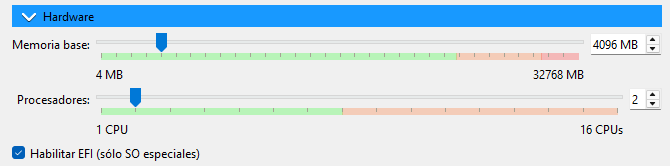 Hardware
Memoria base:
4096 MB
4 MB
32768 MB
Procesadores:
2
1 CPU
16 CPUs
Habilitar EFI (sólo SO especiales)